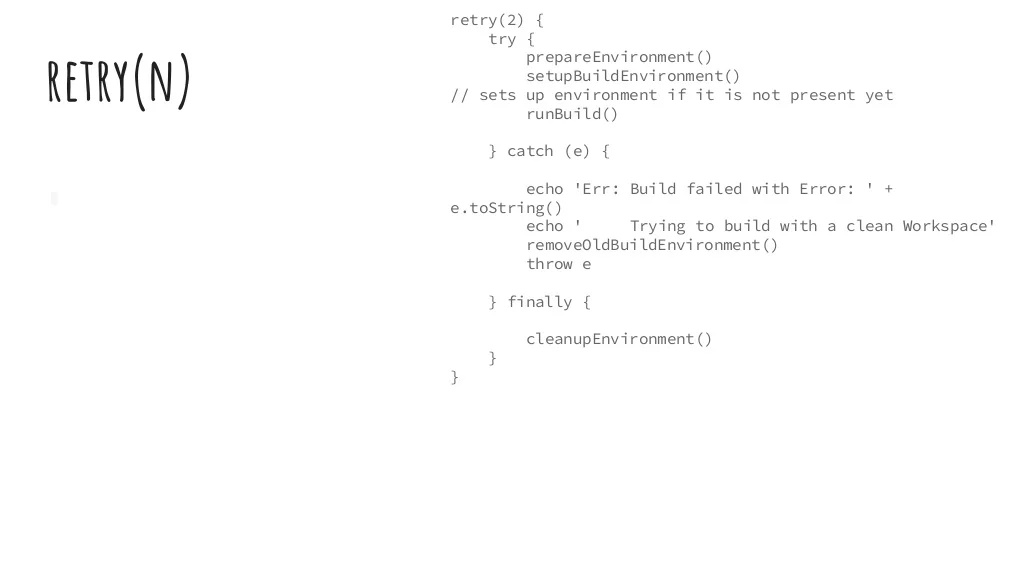 retry(n)
retry(2) {
    try {
        prepareEnvironment()
        setupBuildEnvironment()
// sets up environment if it is not present yet
        runBuild()
    } catch (e) {
        echo 'Err: Build failed with Error: ' +
e.toString()
        echo '     Trying to build with a clean Workspace'
        removeOldBuildEnvironment()
        throw e
    } finally {
        cleanupEnvironment()
    }
}